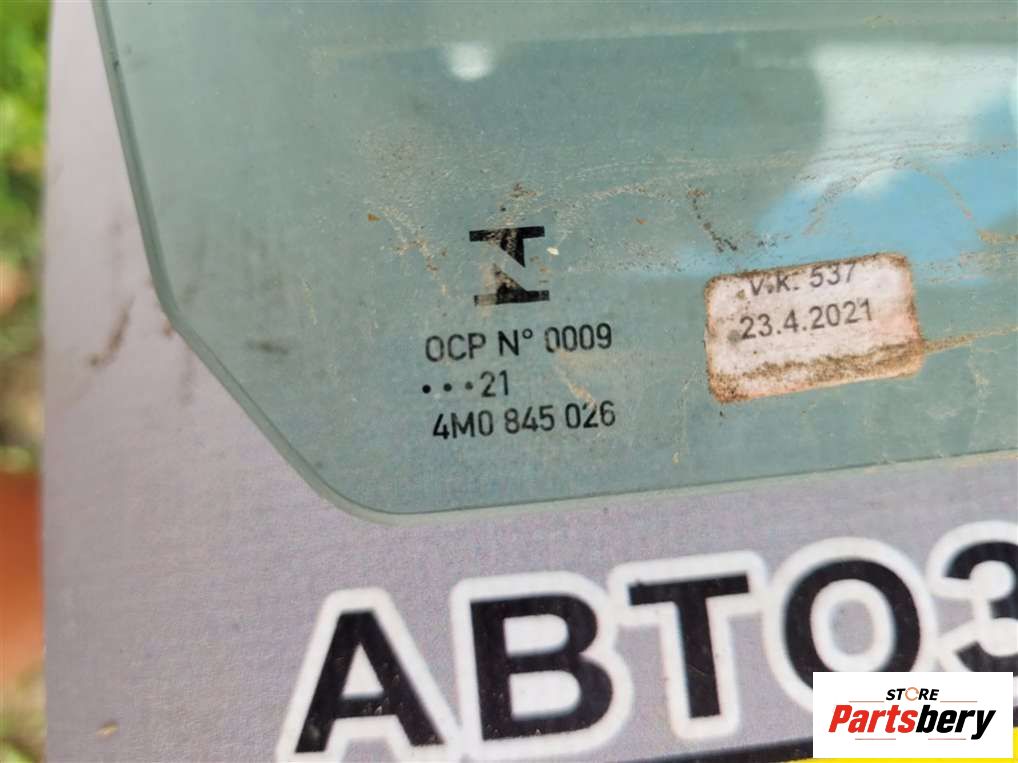 OCP N° 0009
•••21
4M0 845 026
V.K. 537
23.4.2021
АВТОЗ
STORE
Partsbery